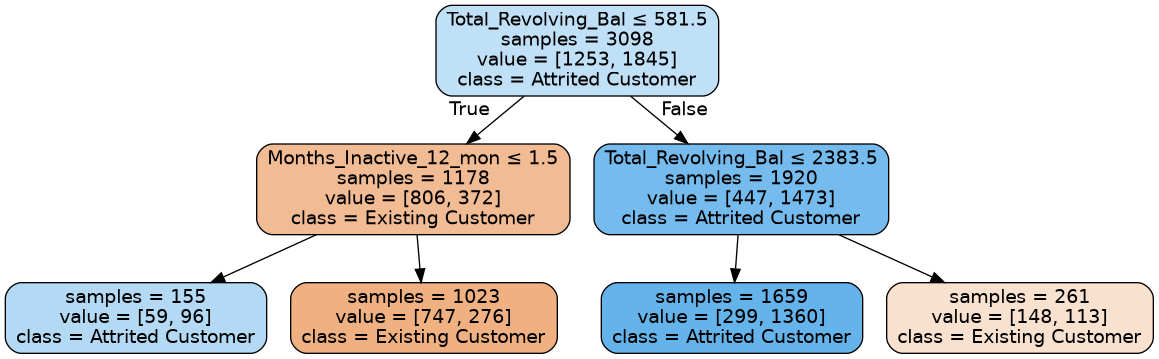 Total_Revolving_Bal ≤ 581.5
samples = 3098
value = [1253, 1845]
class = Attrited Customer
True
False
Months_Inactive_12_mon ≤ 1.5
samples = 1178
value = [806, 372]
class = Existing Customer
Total_Revolving_Bal ≤ 2383.5
samples = 1920
value = [447, 1473]
class = Attrited Customer
samples = 155
value = [59, 96]
class = Attrited Customer
samples = 1023
value = [747, 276]
class = Existing Customer
samples = 1659
value = [299, 1360]
class = Attrited Customer
samples = 261
value = [148, 113]
class = Existing Customer